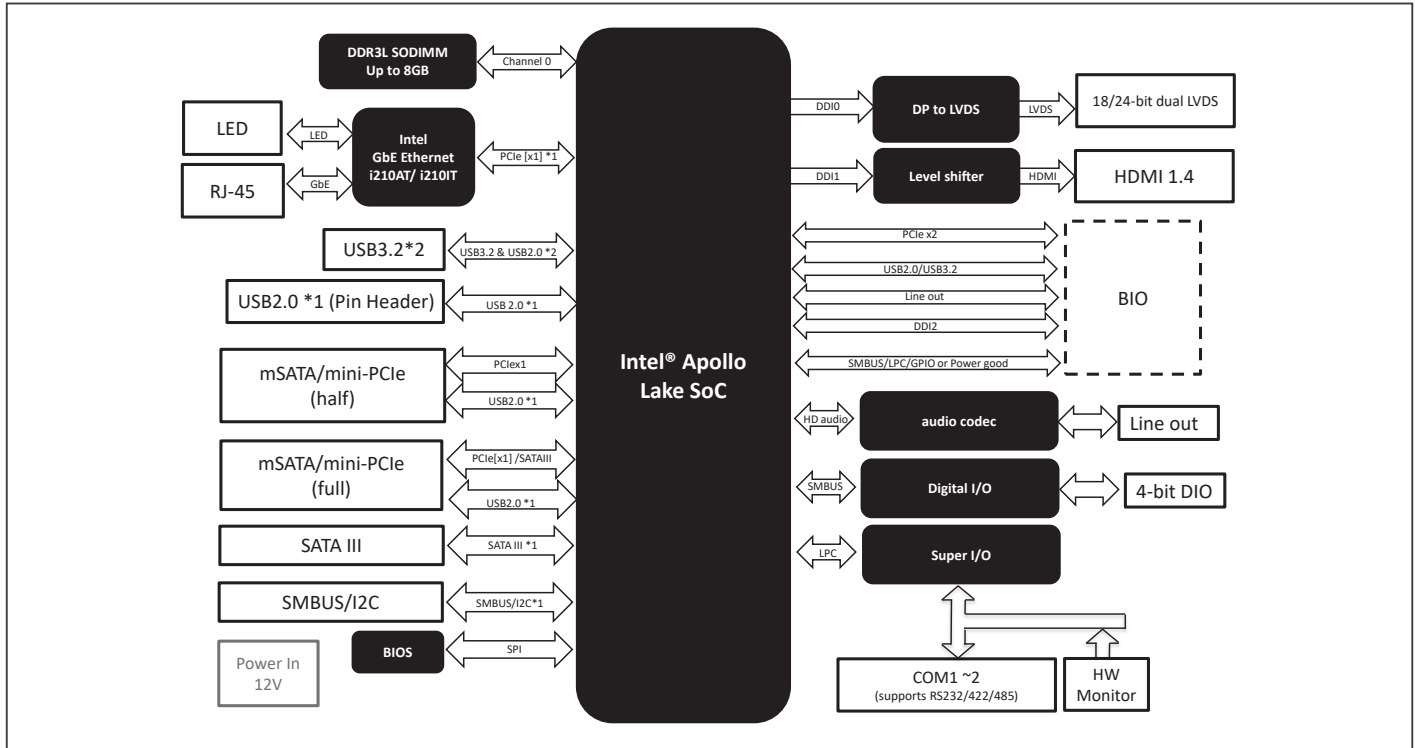 DDR3L SODIMM
Up to 8GB
Channel 0
LED
LED
Intel
GbE Ethernet
i210AT/ i210IT
PCIe [x1] *1
RJ-45
GbE
USB3.2*2
USB3.2 & USB2.0 *2
USB2.0 *1 (Pin Header)
USB 2.0 *1
mSATA/mini-PCIe
(half)
PCIex1
USB2.0 *1
mSATA/mini-PCIe
(full)
PCIe[x1] /SATAIII
USB2.0 *1
SATA III
SATA III *1
SMBUS/I2C
SMBUS/I2C*1
BIOS
SPI
Power In
12V
Intel® Apollo
Lake SoC
DDI0
DP to LVDS
LVDS
18/24-bit dual LVDS
DDI1
Level shifter
HDMI
HDMI 1.4
PCIe x2
USB2.0/USB3.2
Line out
DDI2
SMBUS/LPC/GPIO or Power good
BIO
HD audio
audio codec
Line out
SMBUS
Digital I/O
4-bit DIO
LPC
Super I/O
COM1 ~2
(supports RS232/422/485)
HW
Monitor